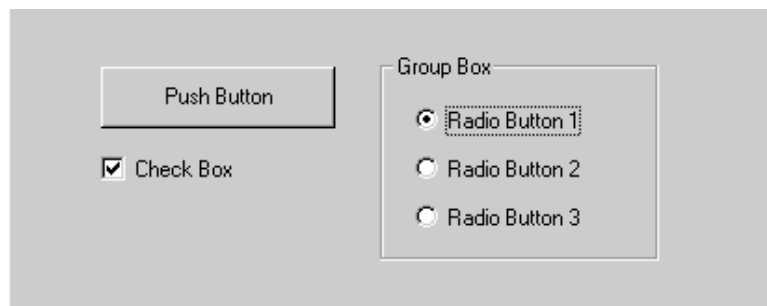 Push Button
Check Box
Group Box
Radio Button 1
Radio Button 2
Radio Button 3